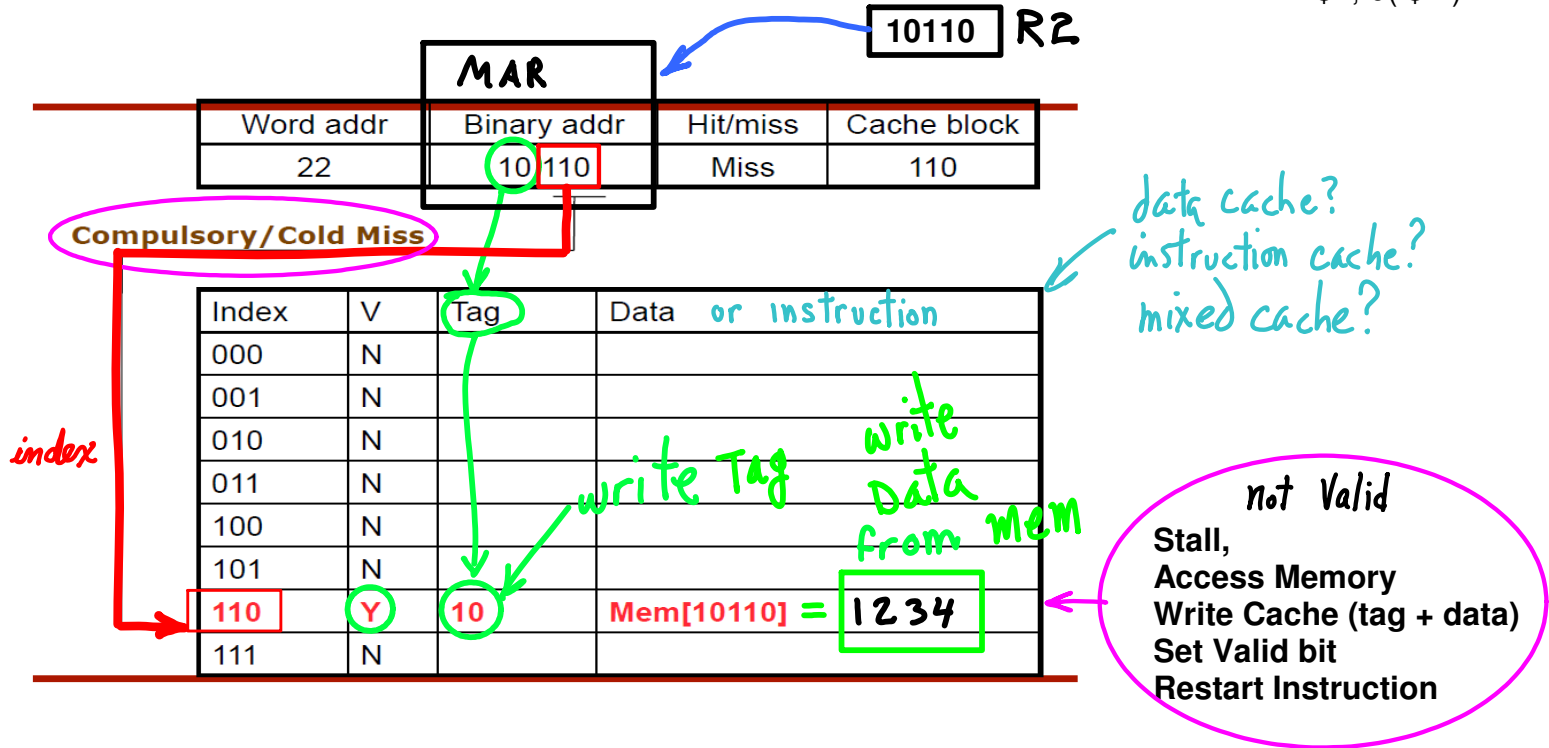 10110 R2
MAR
Word addr Binary addr Hit/miss Cache block
22 10 110 Miss 110
Compulsory/Cold Miss
data cache?
instruction cache?
mixed cache?
Index V Tag Data or instruction
000 N
001 N
010 N
011 N
100 N
101 N
110 Y 10 Mem[10110] = 1234
111 N
index
write Tag
write
Data
from mem
not Valid
Stall,
Access Memory
Write Cache (tag + data)
Set Valid bit
Restart Instruction